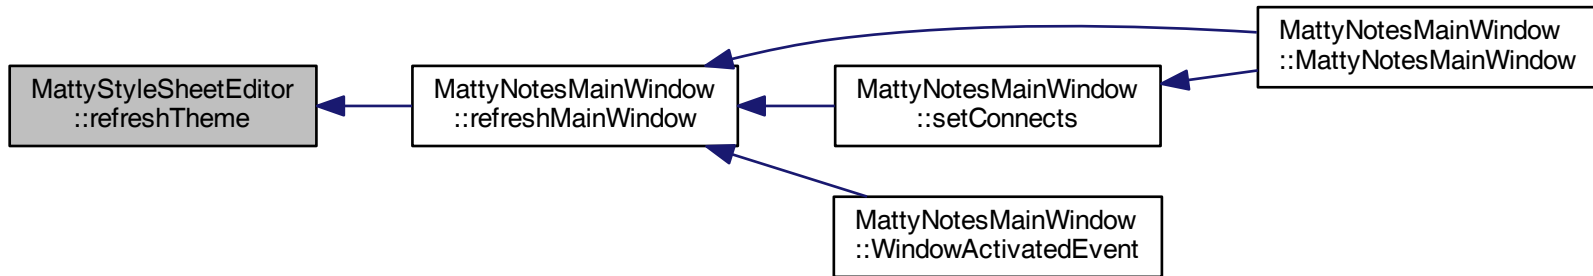 MattyStyleSheetEditor
::refreshTheme
MattyNotesMainWindow
::refreshMainWindow
MattyNotesMainWindow
::setConnects
MattyNotesMainWindow
::WindowActivatedEvent
MattyNotesMainWindow
::MattyNotesMainWindow